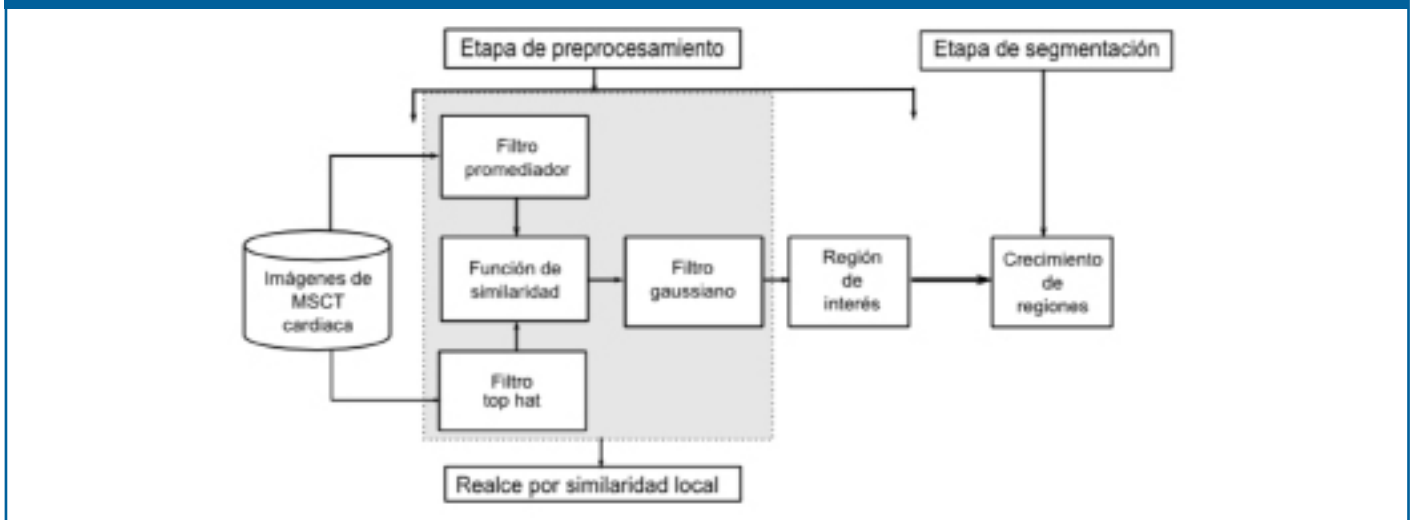 Etapa de preprocesamiento
Etapa de segmentación
Filtro
promediador
Imágenes de
MSCT
cardiaca
Función de
similaridad
Filtro
gaussiano
Región
de
interés
Crecimiento
de
regiones
Filtro
top hat
Realce por similaridad local